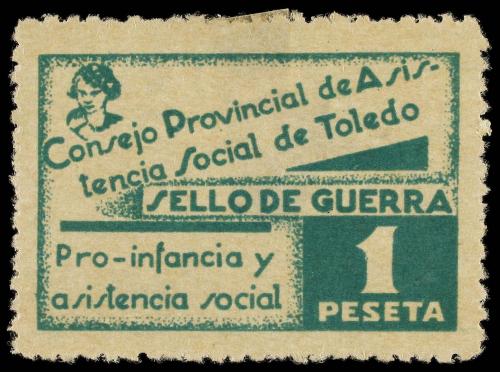 Consejo Provincial de Asis-
tencia Social de Toledo
SELLO DE GUERRA
Pro-infancia y
asistencia social
1
PESETA